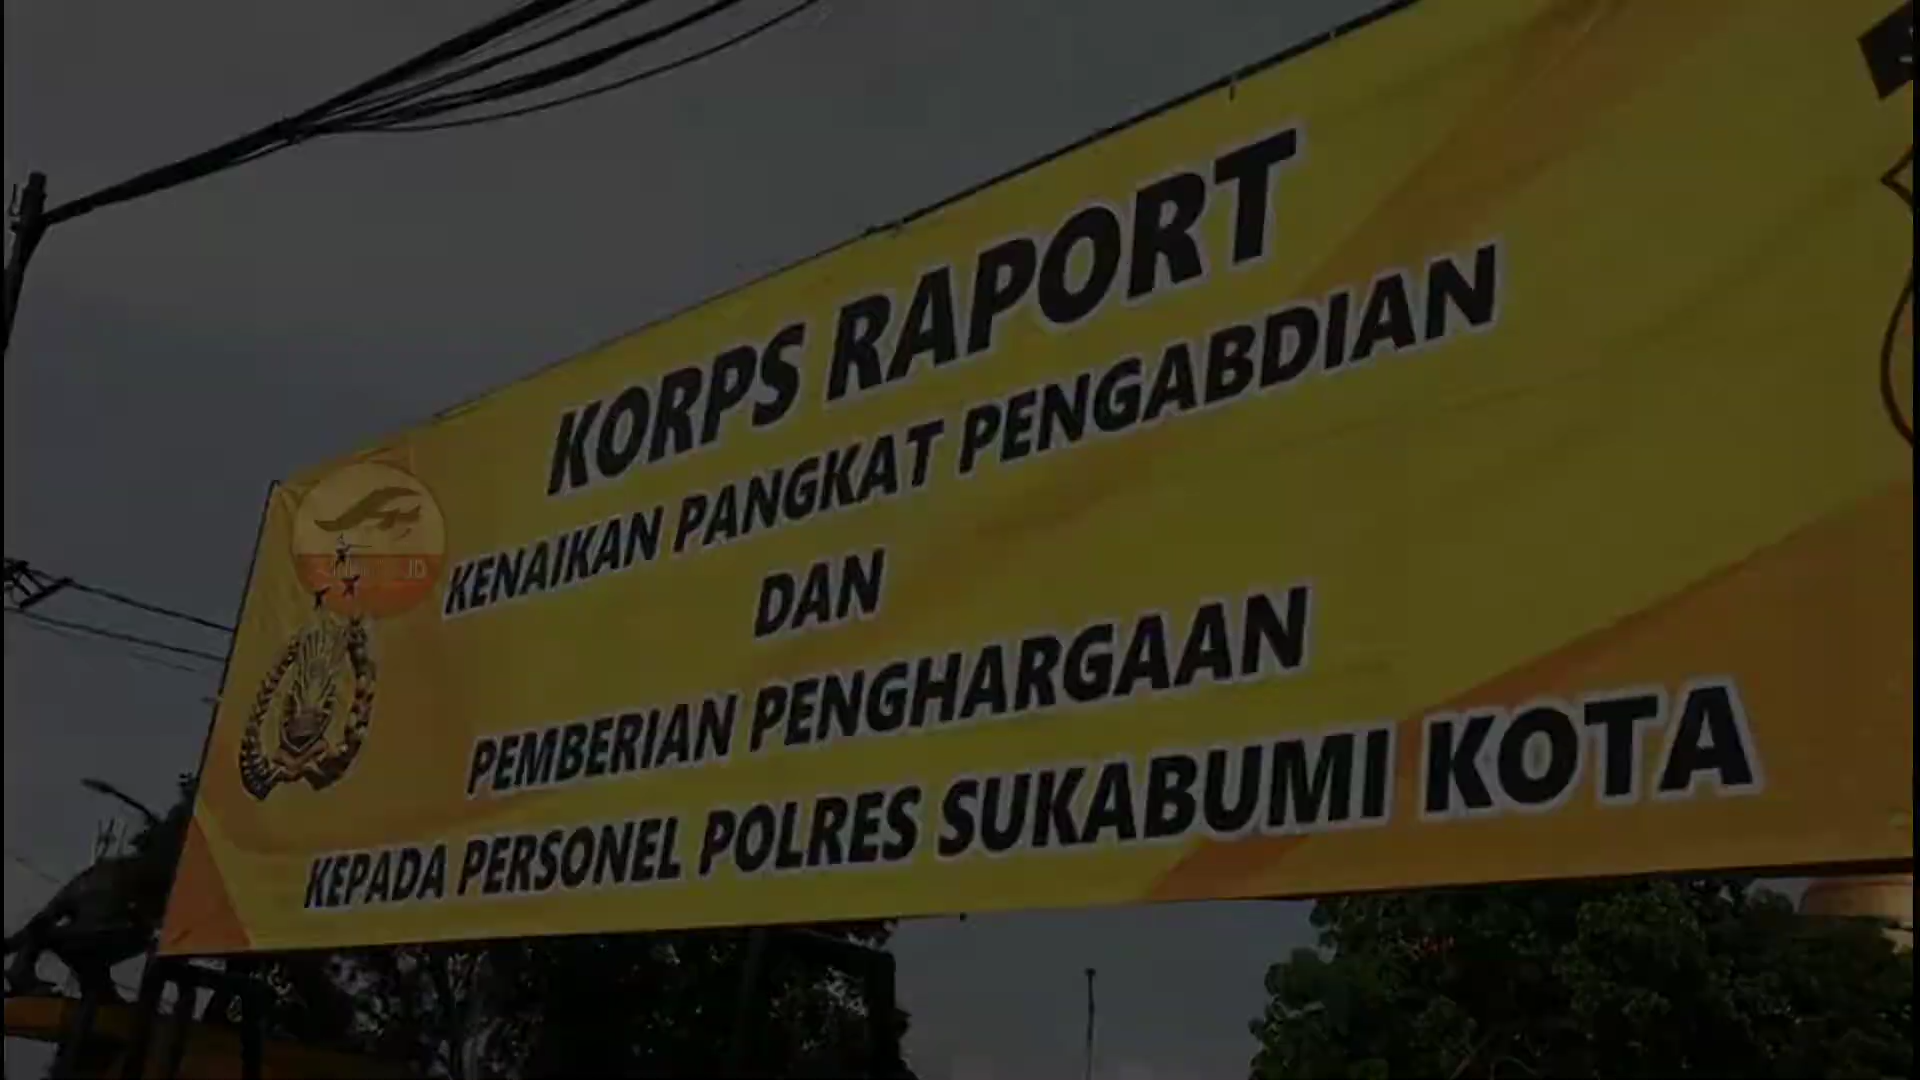 KORPS RAPORT
KENAIKAN PANGKAT PENGABDIAN
DAN
PEMBERIAN PENGHARGAAN
KEPADA PERSONEL POLRES SUKABUMI KOTA